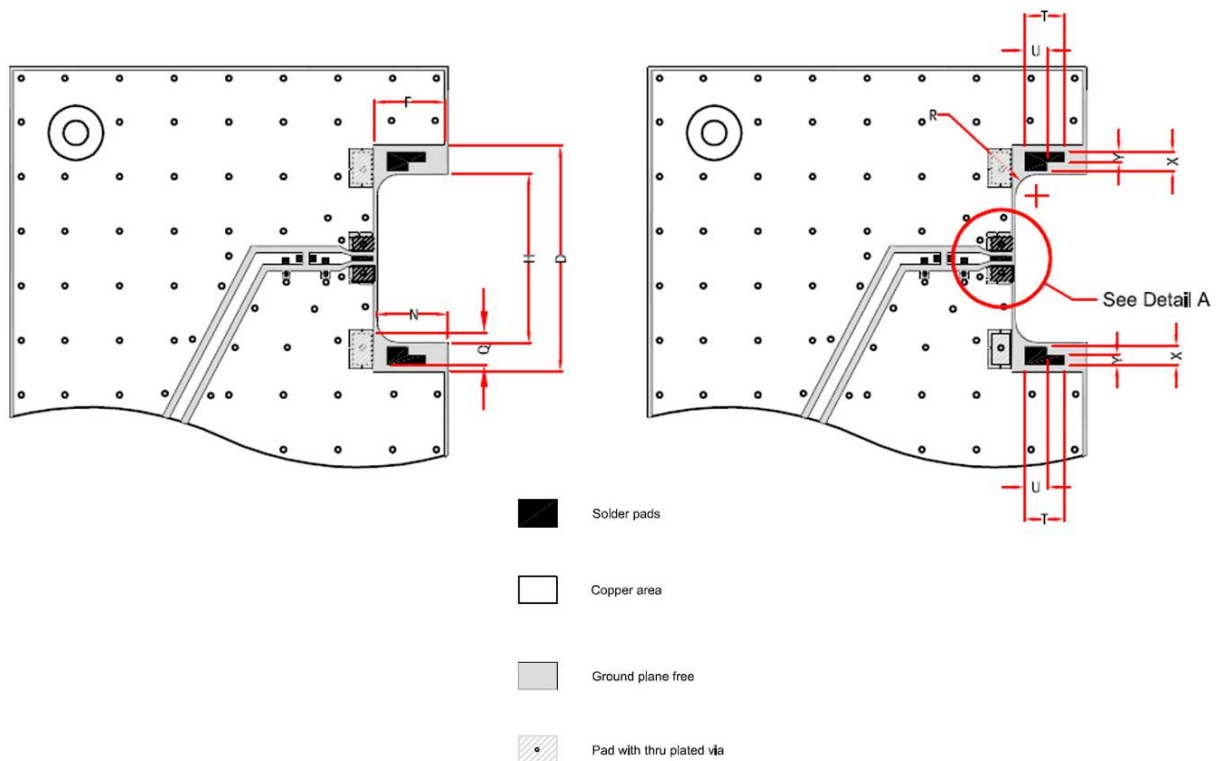 T
U
F
R
Y
X
H
D
See Detail A
N
Q
Y
X
U
T
Solder pads
Copper area
Ground plane free
Pad with thru plated via